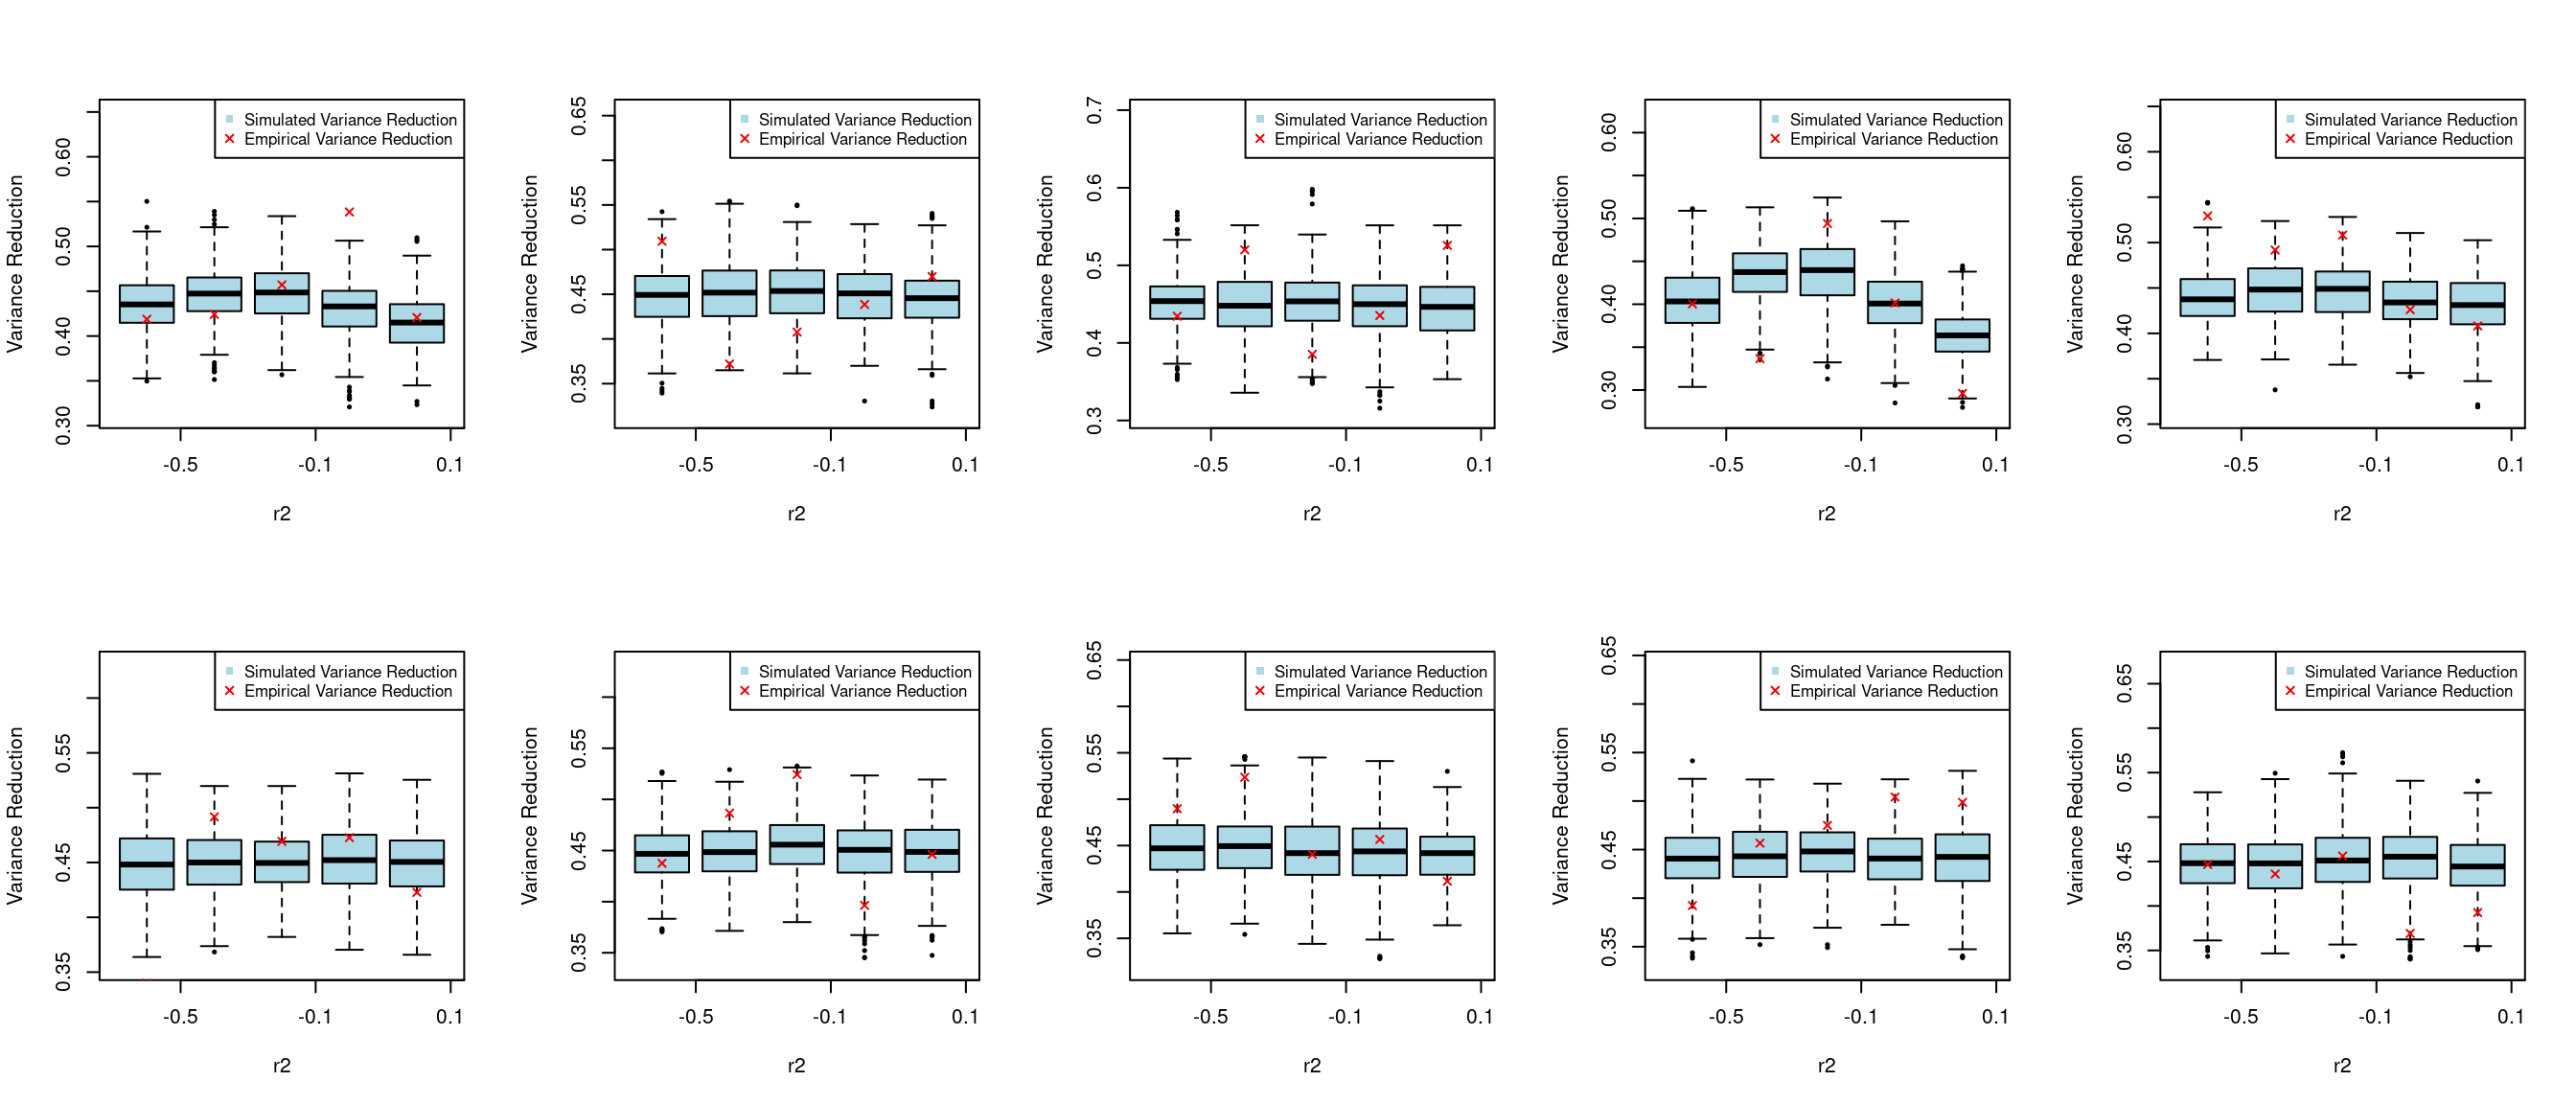 Simulated Variance Reduction
Empirical Variance Reduction
Variance Reduction
0.30
0.40
0.50
0.60
-0.5
-0.1
0.1
r2
Simulated Variance Reduction
Empirical Variance Reduction
Variance Reduction
0.35
0.45
0.55
0.65
-0.5
-0.1
0.1
r2
Simulated Variance Reduction
Empirical Variance Reduction
Variance Reduction
0.3
0.4
0.5
0.6
0.7
-0.5
-0.1
0.1
r2
Simulated Variance Reduction
Empirical Variance Reduction
Variance Reduction
0.30
0.40
0.50
0.60
-0.5
-0.1
0.1
r2
Simulated Variance Reduction
Empirical Variance Reduction
Variance Reduction
0.30
0.40
0.50
0.60
-0.5
-0.1
0.1
r2
Simulated Variance Reduction
Empirical Variance Reduction
Variance Reduction
0.35
0.45
0.55
-0.5
-0.1
0.1
r2
Simulated Variance Reduction
Empirical Variance Reduction
Variance Reduction
0.35
0.45
0.55
-0.5
-0.1
0.1
r2
Simulated Variance Reduction
Empirical Variance Reduction
Variance Reduction
0.35
0.45
0.55
0.65
-0.5
-0.1
0.1
r2
Simulated Variance Reduction
Empirical Variance Reduction
Variance Reduction
0.35
0.45
0.55
0.65
-0.5
-0.1
0.1
r2
Simulated Variance Reduction
Empirical Variance Reduction
Variance Reduction
0.35
0.45
0.55
0.65
-0.5
-0.1
0.1
r2